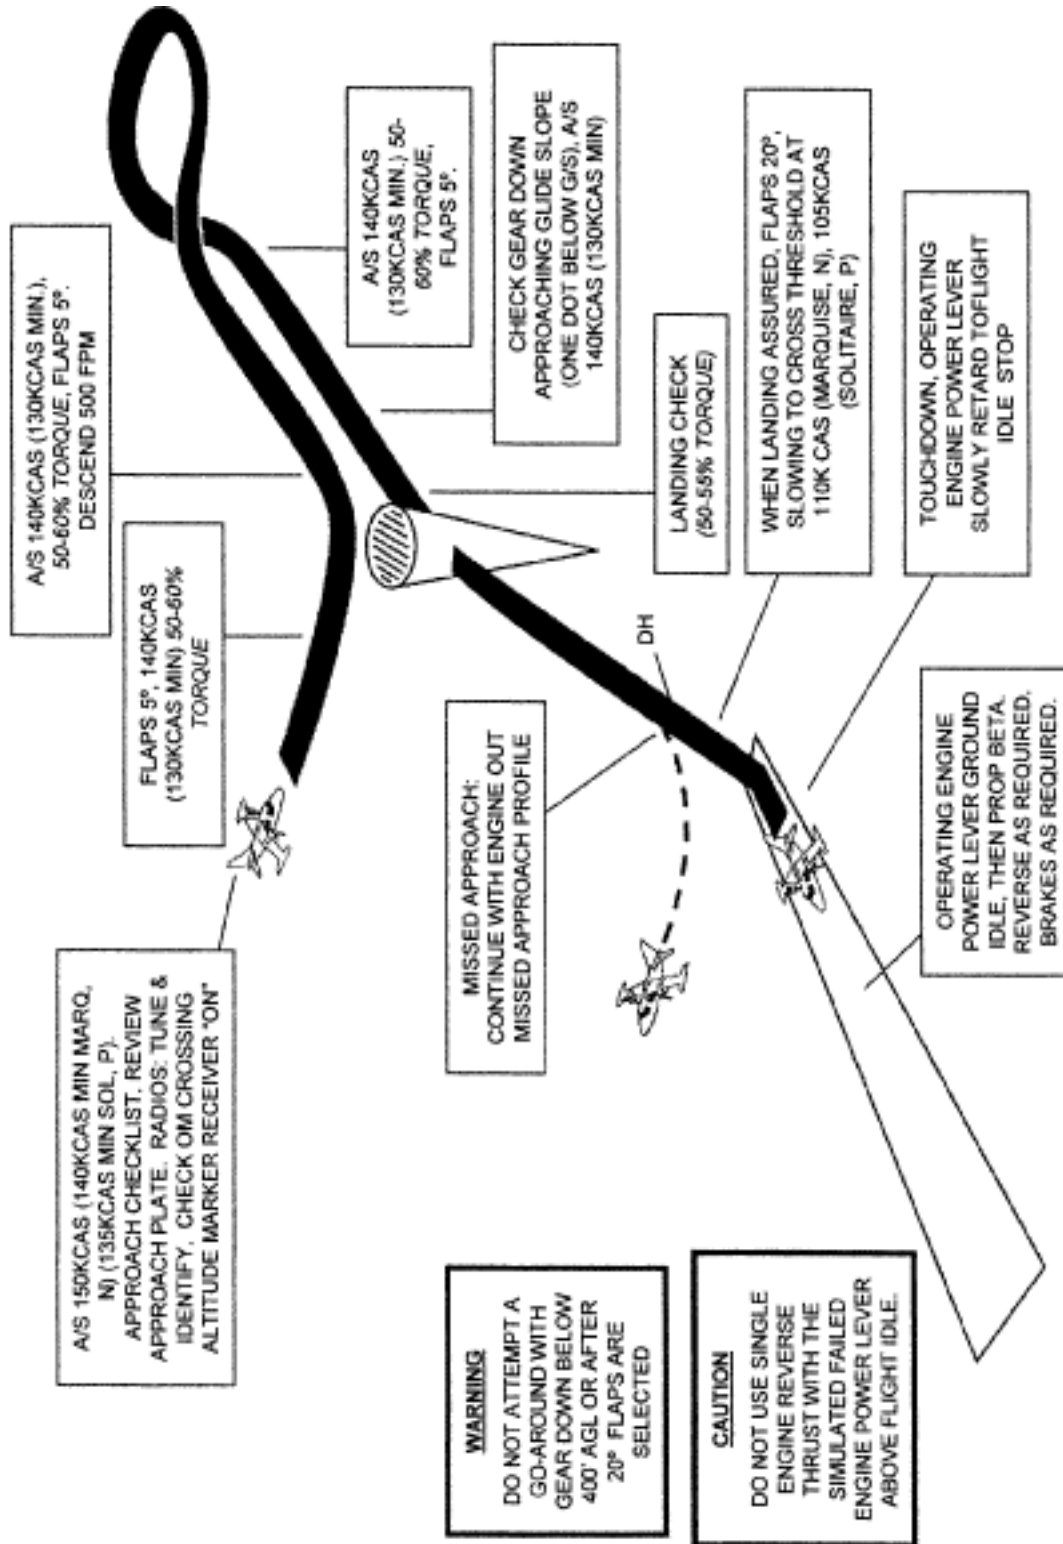 A/S 150KCAS (140KCAS MIN MARQ,
N) (135KCAS MIN SOL, P).
APPROACH CHECKLIST, REVIEW
APPROACH PLATE. RADIOS: TUNE &
IDENTIFY, CHECK OM CROSSING
ALTITUDE MARKER RECEIVER "ON"
FLAPS 5º, 140KCAS
(130KCAS MIN) 50-60%
TORQUE
A/S 140KCAS (130KCAS MIN.),
50-60% TORQUE, FLAPS 5º.
DESCEND 500 FPM
A/S 140KCAS
(130KCAS MIN.) 50-
60% TORQUE,
FLAPS 5º.
CHECK GEAR DOWN
APPROACHING GLIDE SLOPE
(ONE DOT BELOW G/S), A/S
140KCAS (130KCAS MIN)
LANDING CHECK
(50-55% TORQUE)
DH
MISSED APPROACH:
CONTINUE WITH ENGINE OUT
MISSED APPROACH PROFILE
WHEN LANDING ASSURED, FLAPS 20º,
SLOWING TO CROSS THRESHOLD AT
110K CAS (MARQUISE, N), 105KCAS
(SOLITAIRE, P)
TOUCHDOWN, OPERATING
ENGINE POWER LEVER
SLOWLY RETARD TOFLIGHT
IDLE STOP
OPERATING ENGINE
POWER LEVER GROUND
IDLE, THEN PROP BETA.
REVERSE AS REQUIRED.
BRAKES AS REQUIRED.
WARNING
DO NOT ATTEMPT A
GO-AROUND WITH
GEAR DOWN BELOW
400' AGL OR AFTER
20º FLAPS ARE
SELECTED
CAUTION
DO NOT USE SINGLE
ENGINE REVERSE
THRUST WITH THE
SIMULATED FAILED
ENGINE POWER LEVER
ABOVE FLIGHT IDLE.